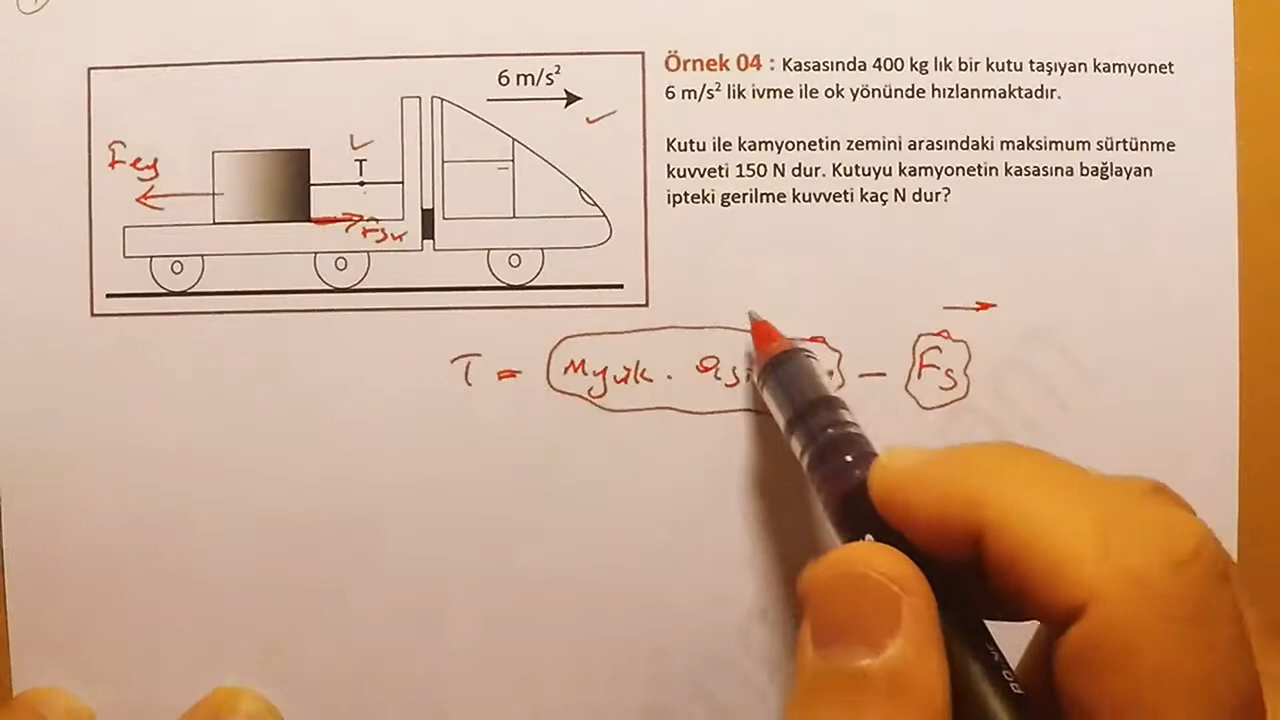 Örnek 04 : Kasasında 400 kg lık bir kutu taşıyan kamyonet
6 m/s² lik ivme ile ok yönünde hızlanmaktadır.
Kutu ile kamyonetin zemini arasındaki maksimum sürtünme
kuvveti 150 N dur. Kutuyu kamyonetin kasasına bağlayan
ipteki gerilme kuvveti kaç N dur?
6 m/s²
Fey
T
T = Myük . − Fs